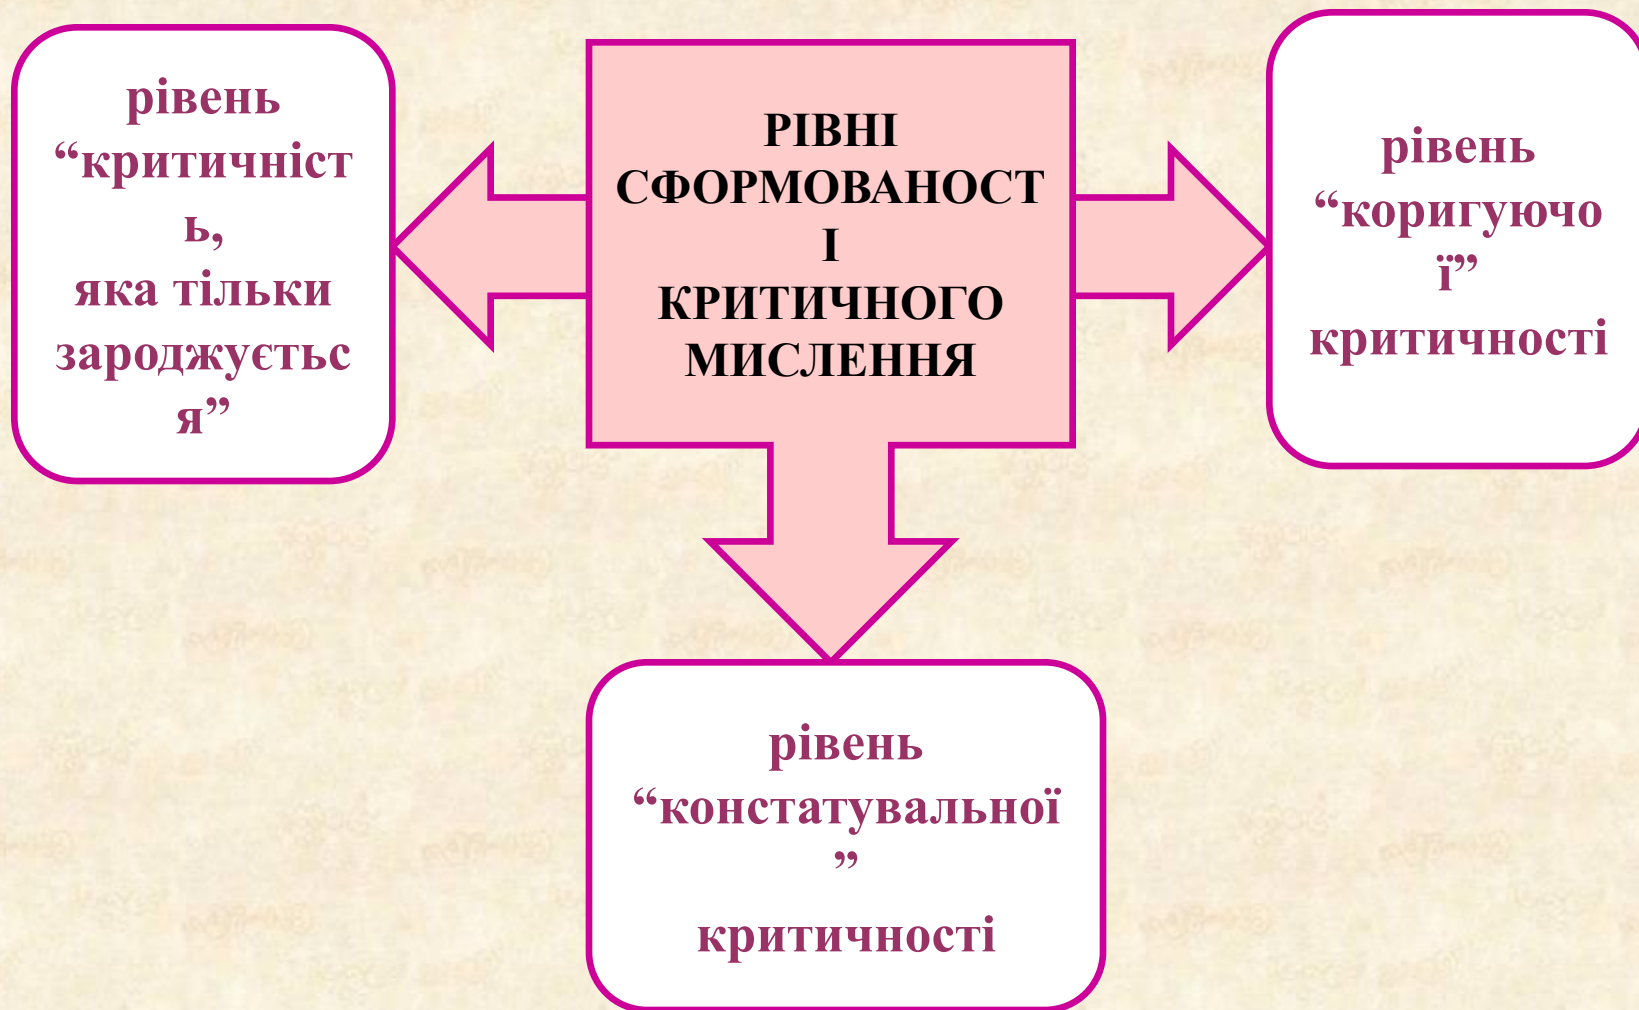 рівень
“критичніст
ь,
яка тільки
зароджуєтьс
я”
РІВНІ
СФОРМОВАНОСТ
І
КРИТИЧНОГО
МИСЛЕННЯ
рівень
“коригуючо
ї”
критичності
рівень
“констатувальної
”
критичності